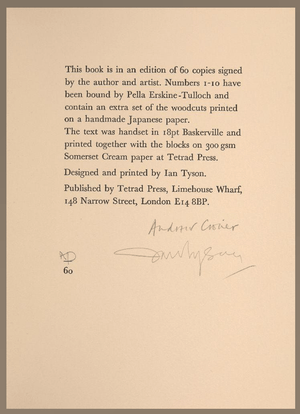 This book is in an edition of 60 copies signed
by the author and artist. Numbers 1-10 have
been bound by Pella Erskine-Tulloch and
contain an extra set of the woodcuts printed
on a handmade Japanese paper.
The text was handset in 18pt Baskerville and
printed together with the blocks on 300gsm
Somerset Cream paper at Tetrad Press.
Designed and printed by Ian Tyson.
Published by Tetrad Press, Limehouse Wharf,
148 Narrow Street, London E14 8BP.
Andrew
60